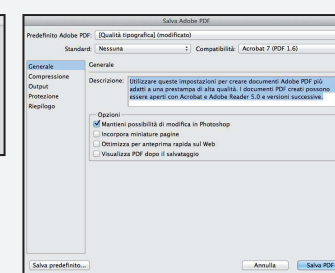 Salva Adobe PDF
Predefinito Adobe PDF: [Qualità tipografica] (modificato)
Standard: Nessuna Compatibilità: Acrobat 7 (PDF 1.6)
Generale
Compressione
Output
Protezione
Riepilogo
Generale
Descrizione: Utilizzare queste impostazioni per creare documenti Adobe PDF più
adatti a una prestampa di alta qualità. I documenti PDF creati possono
essere aperti con Acrobat e Adobe Reader 5.0 e versioni successive.
Opzioni
Mantieni possibilità di modifica in Photoshop
Incorpora miniature pagine
Ottimizza per anteprima rapida sul Web
Visualizza PDF dopo il salvataggio
Salva predefinito... Annulla Salva PDF